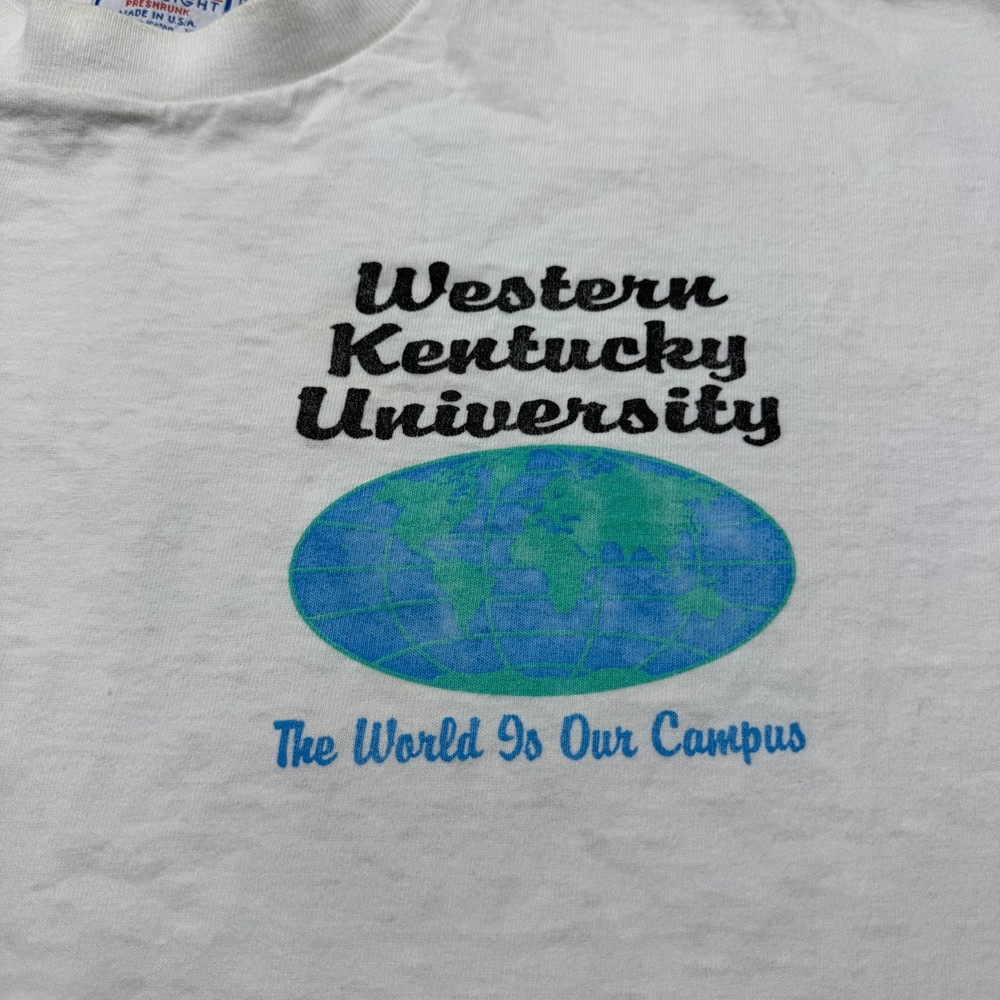 PRESHRUNK
MADE IN U.S.A.
Western
Kentucky
University
The World Is Our Campus